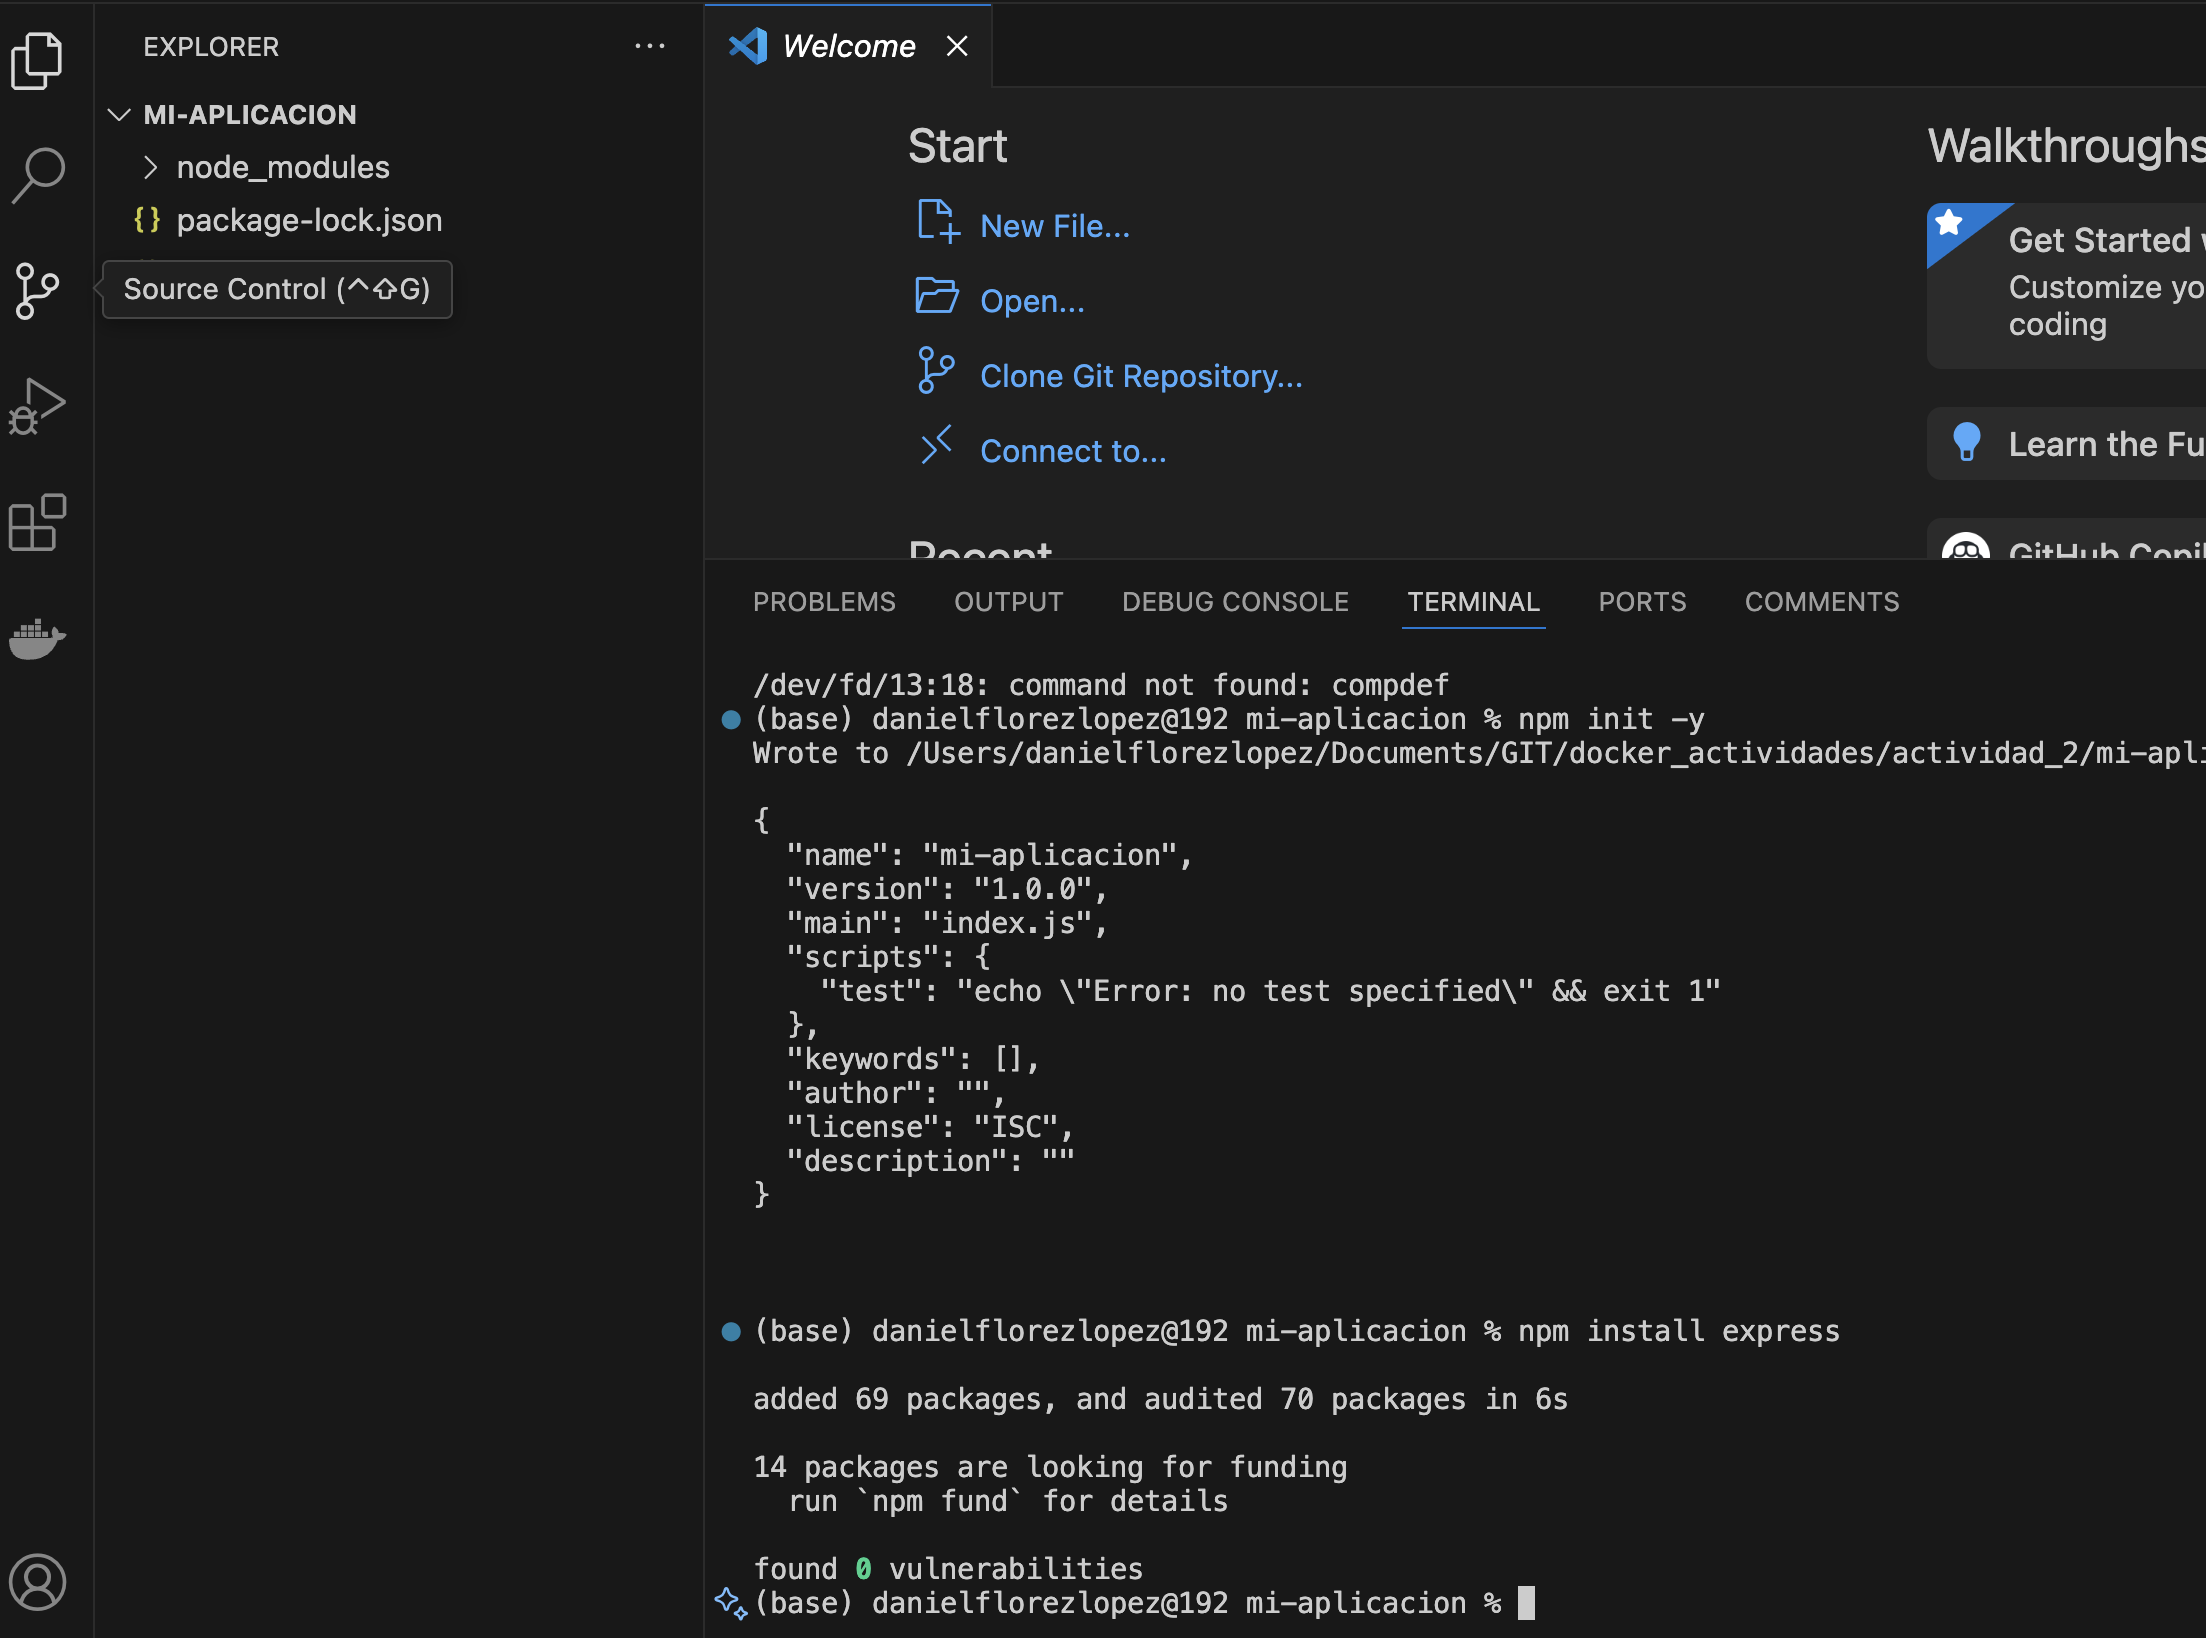 EXPLORER
MI-APLICACION
node_modules
{} package-lock.json
Source Control (^⇧G)
Welcome
Start
New File...
Open...
Clone Git Repository...
Connect to...
Recent
Walkthroughs
Get Started
Customize yo
coding
Learn the Fu
GitHub Copil
PROBLEMS OUTPUT DEBUG CONSOLE TERMINAL PORTS COMMENTS
/dev/fd/13:18: command not found: compdef
(base) danielflorezlopez@192 mi-aplicacion % npm init -y
Wrote to /Users/danielflorezlopez/Documents/GIT/docker_actividades/actividad_2/mi-apli
{
"name": "mi-aplicacion",
"version": "1.0.0",
"main": "index.js",
"scripts": {
"test": "echo \"Error: no test specified\" && exit 1"
},
"keywords": [],
"author": "",
"license": "ISC",
"description": ""
}
(base) danielflorezlopez@192 mi-aplicacion % npm install express
added 69 packages, and audited 70 packages in 6s
14 packages are looking for funding
run `npm fund` for details
found 0 vulnerabilities
(base) danielflorezlopez@192 mi-aplicacion %